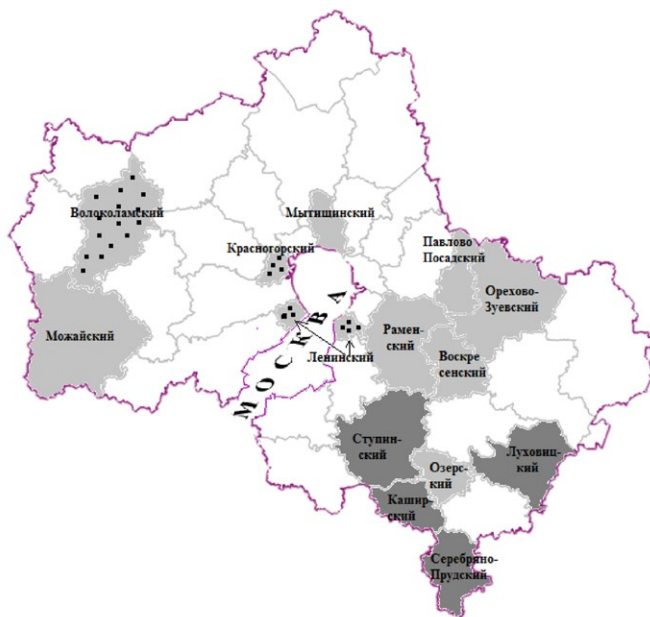 Волоколамский
Мытищинский
Красногорский
Павлово
Посадский
Орехово-
Зуевский
Можайский
МОСКВА
Ленинский
Рамен-
ский
Воскре
сенский
Ступин-
ский
Луховиц-
кий
Озерс-
кий
Кашир-
ский
Серебряно-
Прудский